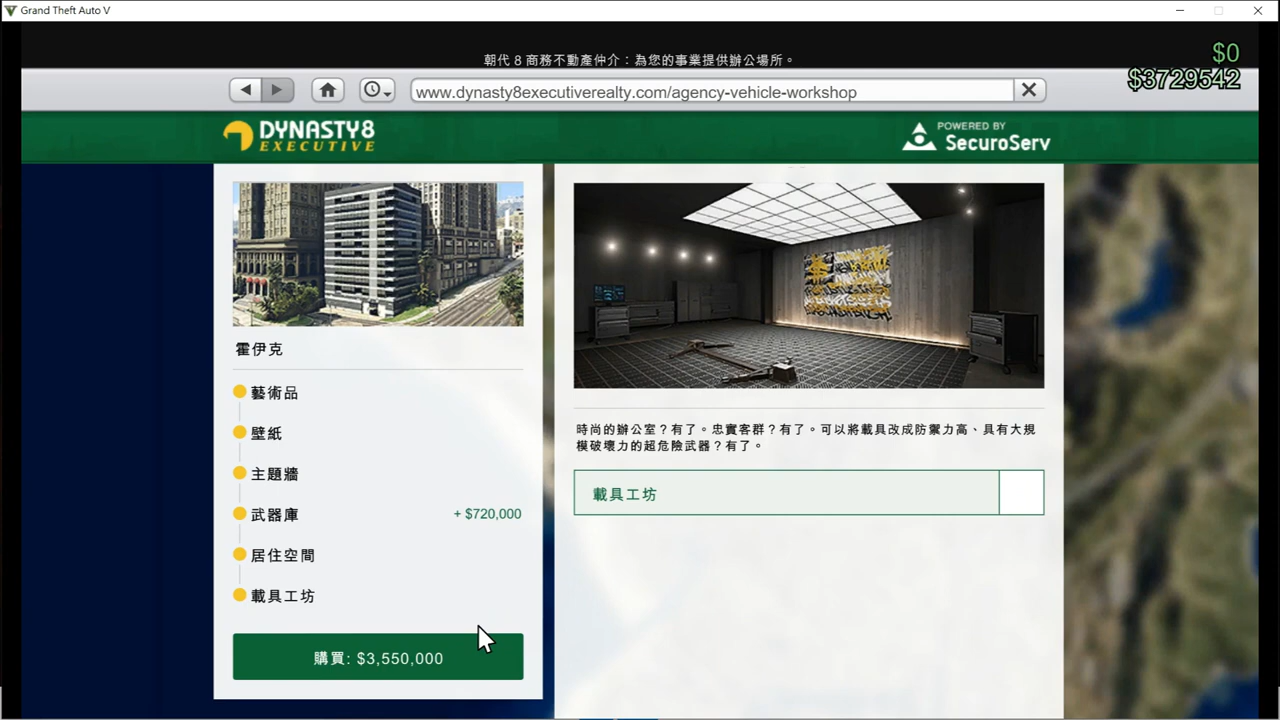 Grand Theft Auto V
朝代 8 商務不動產仲介：為您的事業提供辦公場所。
$0
$3729542
www.dynasty8executiverealty.com/agency-vehicle-workshop
DYNASTY 8
EXECUTIVE
POWERED BY
SecuroServ
霍伊克
藝術品
壁紙
主題牆
武器庫
+ $720,000
居住空間
載具工坊
購買: $3,550,000
時尚的辦公室？有了。忠實客群？有了。可以將載具改成防禦力高、具有大規
模破壞力的超危險武器？有了。
載具工坊